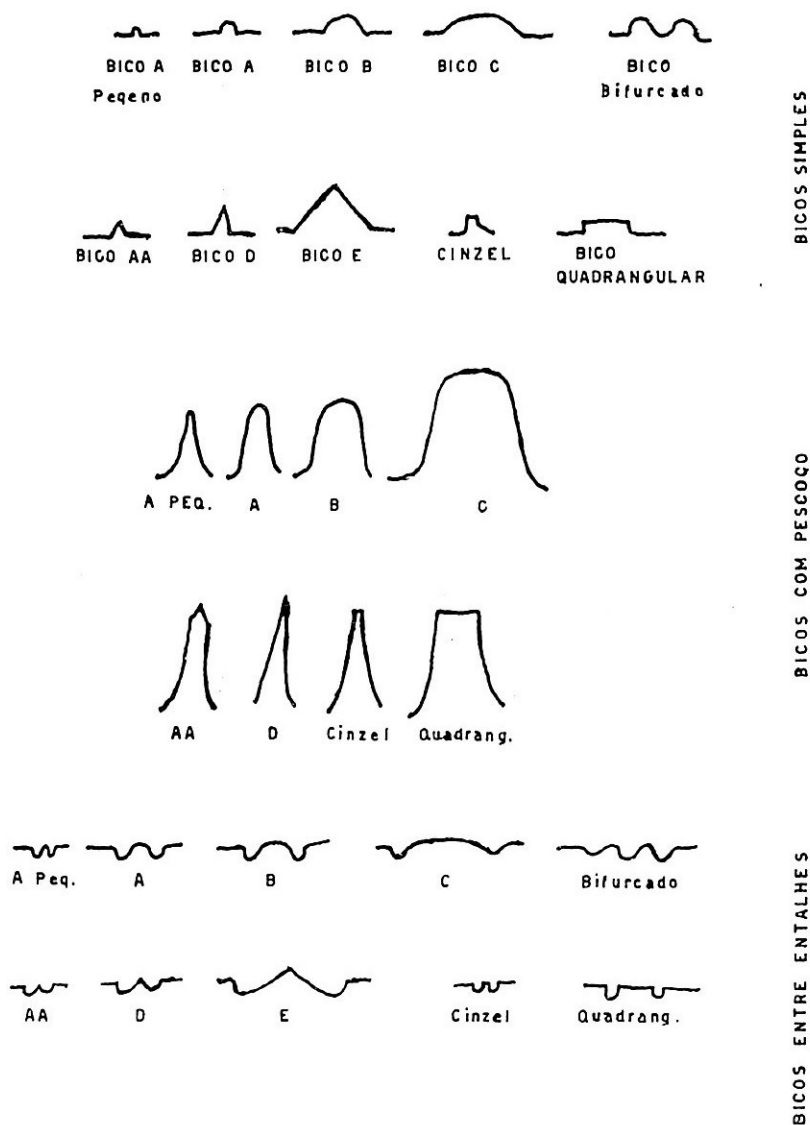 BICO A
Peqeno
BICO A
BICO B
BICO C
BICO
Bifurcado
BICOS SIMPLES
BICO AA
BICO D
BICO E
CINZEL
BICO
QUADRANGULAR
A PEQ.
A
B
C
BICOS COM PESCOÇO
AA
D
Cinzel
Quadrang.
A Peq.
A
B
C
Bifurcado
BICOS ENTRE ENTALHES
AA
D
E
Cinzel
Quadrang.